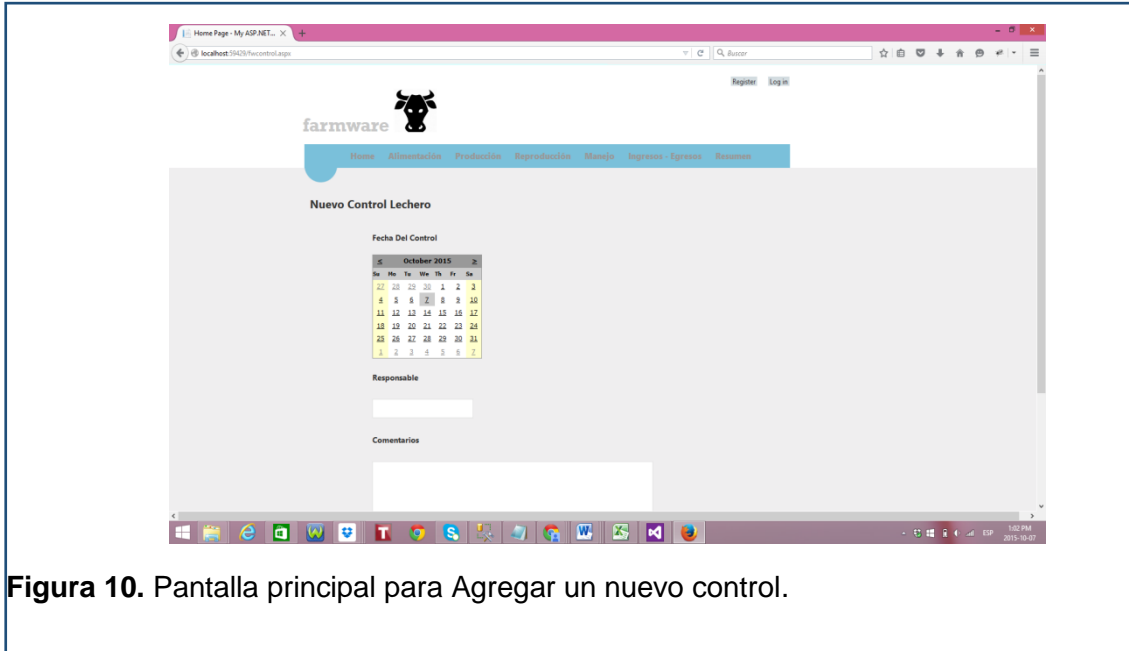 Home Page - My ASP.NET...
localhost:59429/fwcontrol.aspx
Buscar
Register Log in
farmware
Home Alimentación Producción Reproducción Manejo Ingresos - Egresos Resumen
Nuevo Control Lechero
Fecha Del Control
≤ October 2015 ≥
Su Mo Tu We Th Fr Sa
27 28 29 30 1 2 3
4 5 6 7 8 9 10
11 12 13 14 15 16 17
18 19 20 21 22 23 24
25 26 27 28 29 30 31
1 2 3 4 5 6 7
Responsable
Comentarios
ESP
1:02 PM
2015-10-07
Figura 10. Pantalla principal para Agregar un nuevo control.